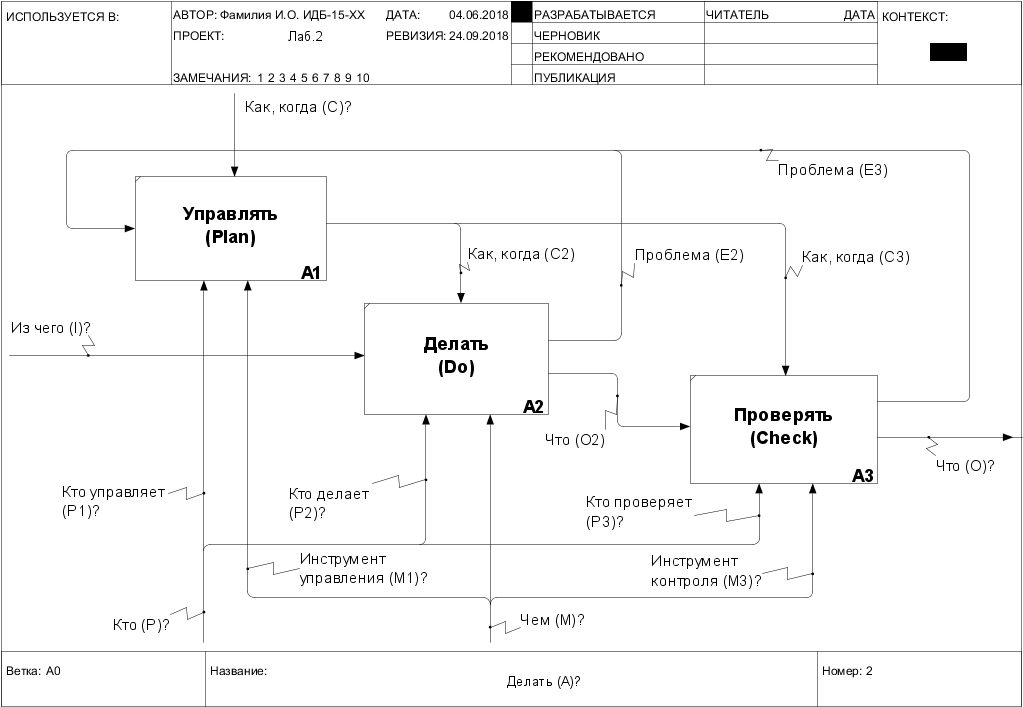 ИСПОЛЬЗУЕТСЯ В:
АВТОР: Фамилия И.О. ИДБ-15-XX
ДАТА: 04.06.2018
РАЗРАБАТЫВАЕТСЯ
ЧИТАТЕЛЬ
ДАТА
КОНТЕКСТ:
ПРОЕКТ: Лаб.2
РЕВИЗИЯ: 24.09.2018
ЧЕРНОВИК
РЕКОМЕНДОВАНО
ЗАМЕЧАНИЯ: 1 2 3 4 5 6 7 8 9 10
ПУБЛИКАЦИЯ
Как, когда (C)?
Проблема (E3)
Управлять
(Plan)
A1
Как, когда (C2)
Проблема (E2)
Как, когда (C3)
Из чего (I)?
Делать
(Do)
A2
Проверять
(Check)
A3
Что (O2)
Что (O)?
Кто управляет
(P1)?
Кто делает
(P2)?
Кто проверяет
(P3)?
Инструмент
управления (M1)?
Инструмент
контроля (M3)?
Кто (P)?
Чем (M)?
Ветка: A0
Название:
Делать (A)?
Номер: 2